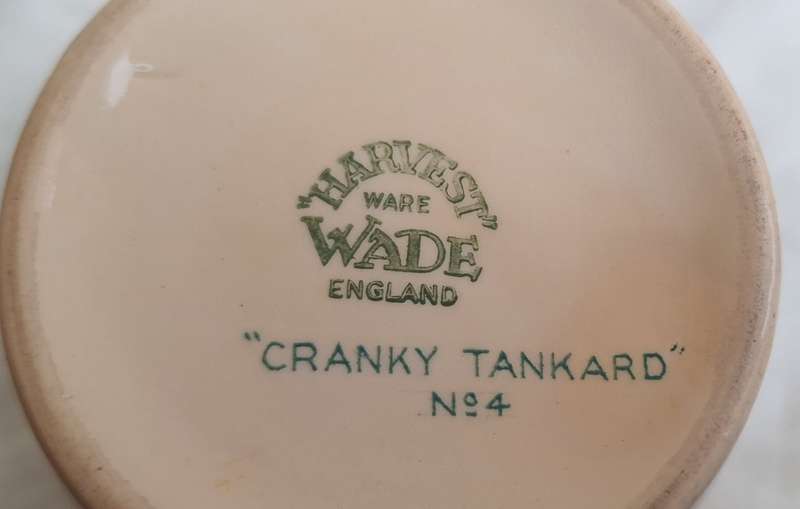 "HARVEST"
WARE
WADE
ENGLAND
"CRANKY TANKARD"
Nº4